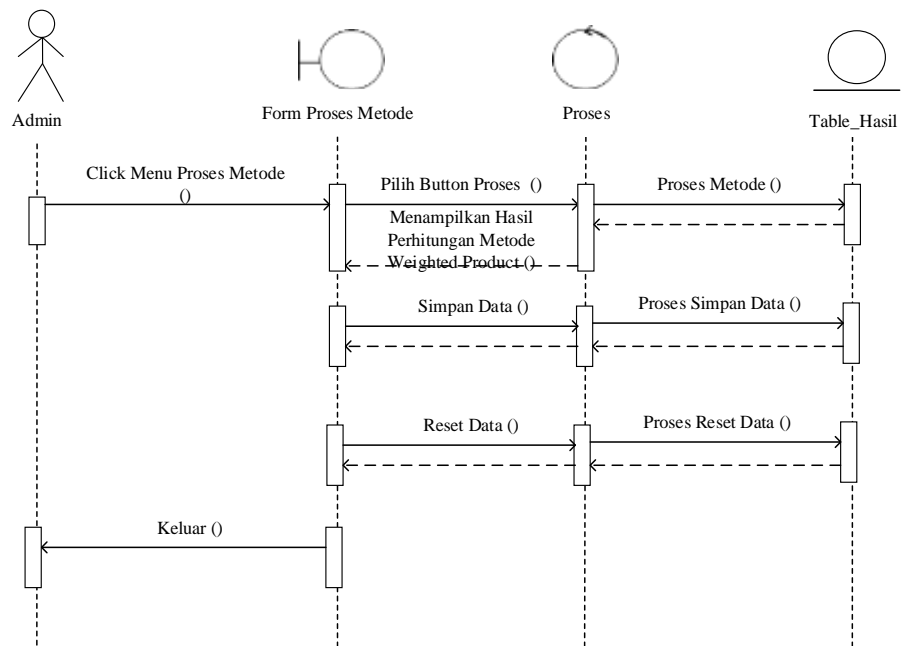 Admin
Form Proses Metode
Proses
Table_Hasil
Click Menu Proses Metode
()
Pilih Button Proses ()
Proses Metode ()
Menampilkan Hasil
Perhitungan Metode
Weighted Product ()
Simpan Data ()
Proses Simpan Data ()
Reset Data ()
Proses Reset Data ()
Keluar ()